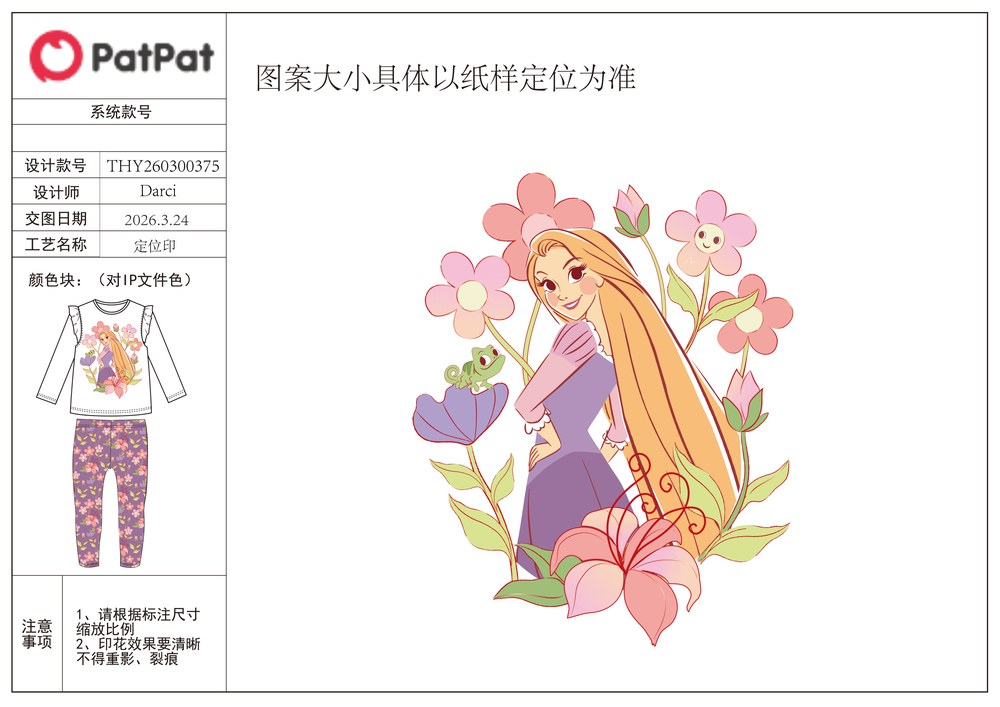 PatPat
图案大小具体以纸样定位为准
系统款号
设计款号 THY260300375
设计师 Darci
交图日期 2026.3.24
工艺名称 定位印
颜色块：（对IP文件色）
注意
事项
1、请根据标注尺寸
缩放比例
2、印花效果要清晰
不得重影、裂痕